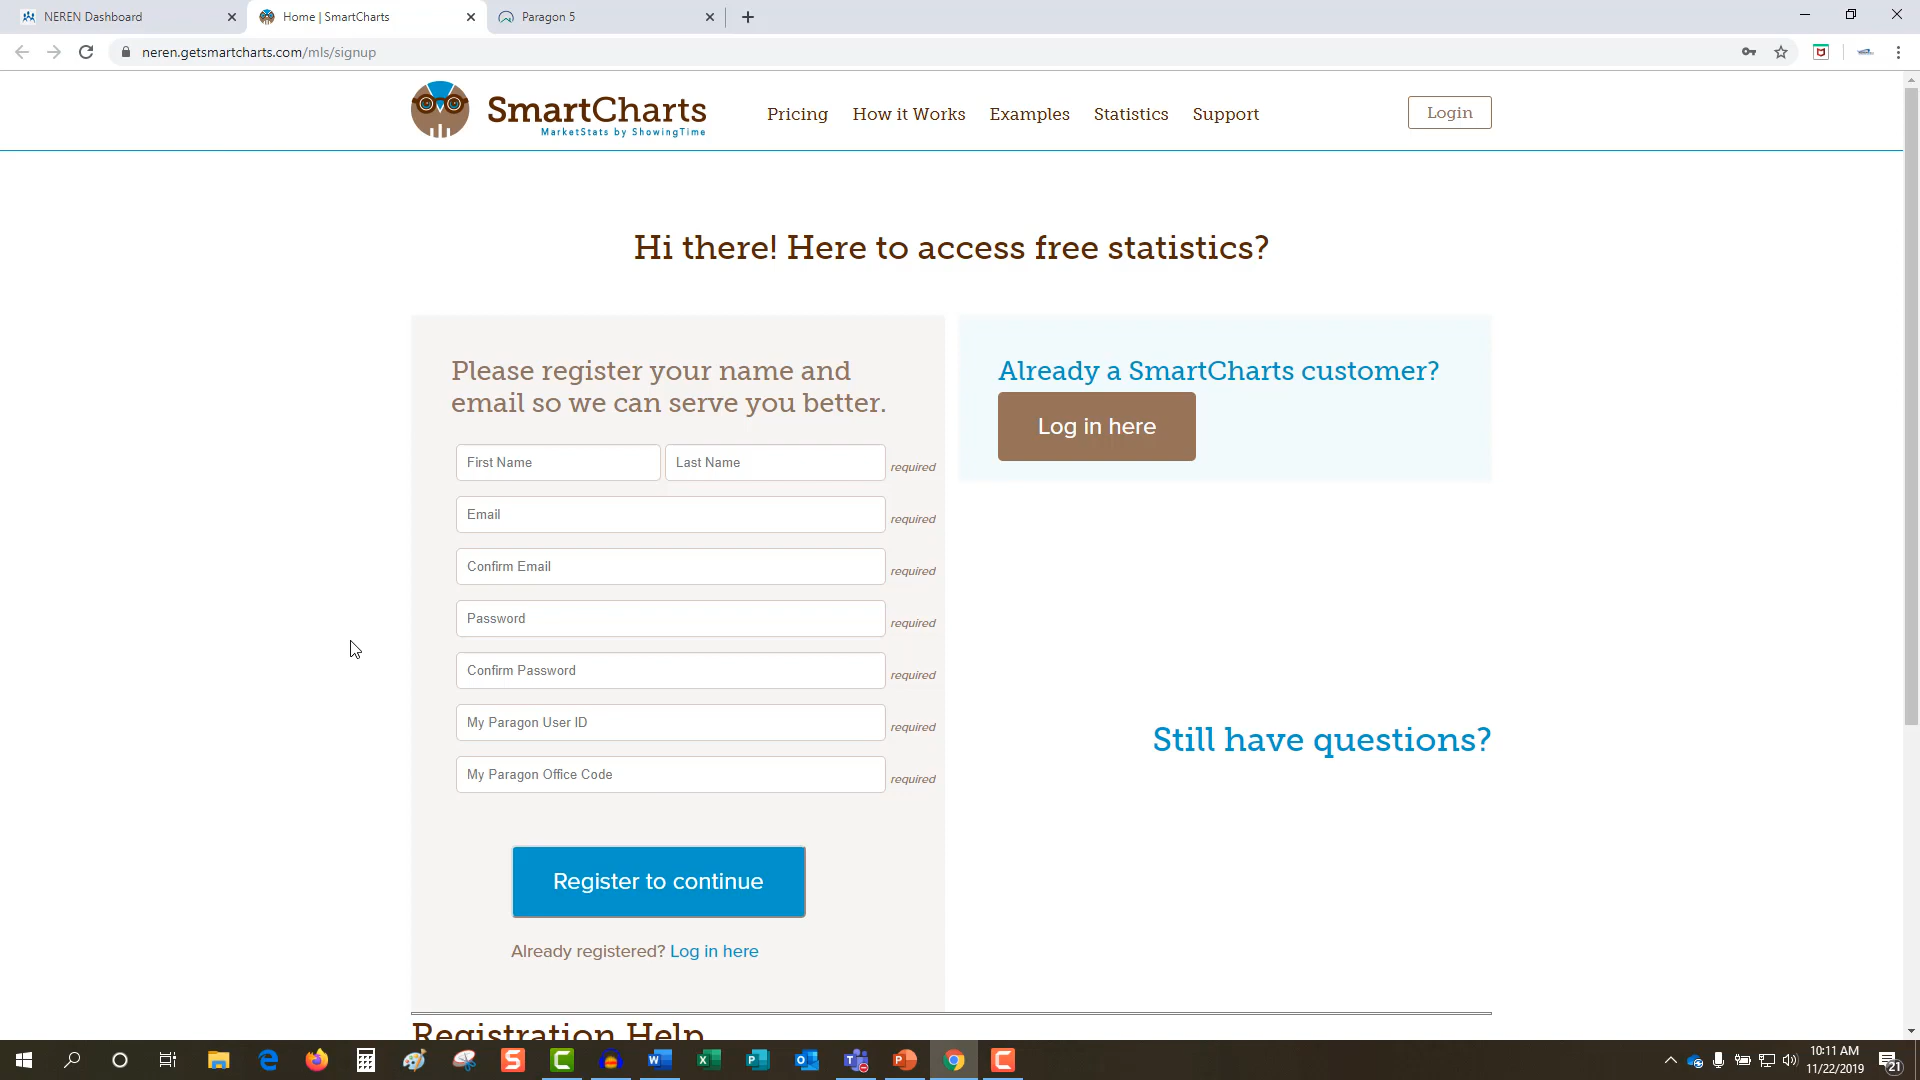 NEREN Dashboard
Home | SmartCharts
Paragon 5
neren.getsmartcharts.com/mls/signup
SmartCharts
MarketStats by ShowingTime
Pricing
How it Works
Examples
Statistics
Support
Login
Hi there! Here to access free statistics?
Please register your name and
email so we can serve you better.
First Name
Last Name
required
Email
required
Confirm Email
required
Password
required
Confirm Password
required
My Paragon User ID
required
My Paragon Office Code
required
Register to continue
Already registered? Log in here
Already a SmartCharts customer?
Log in here
Still have questions?
Registration Help
10:11 AM
11/22/2019
21